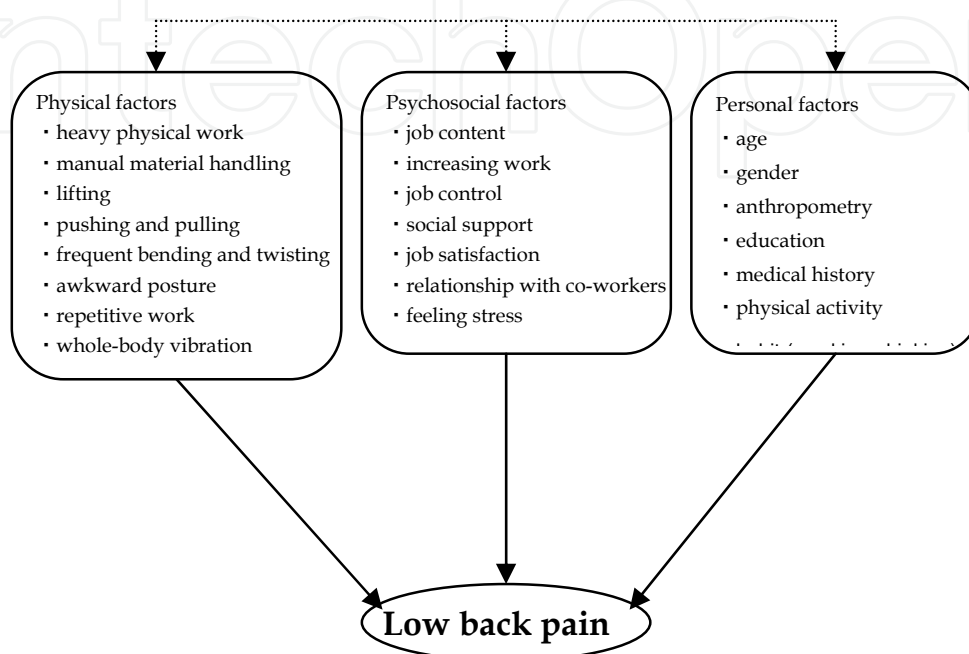 Physical factors
・heavy physical work
・manual material handling
・lifting
・pushing and pulling
・frequent bending and twisting
・awkward posture
・repetitive work
・whole-body vibration
Psychosocial factors
・job content
・increasing work
・job control
・social support
・job satisfaction
・relationship with co-workers
・feeling stress
Personal factors
・age
・gender
・anthropometry
・education
・medical history
・physical activity
Low back pain